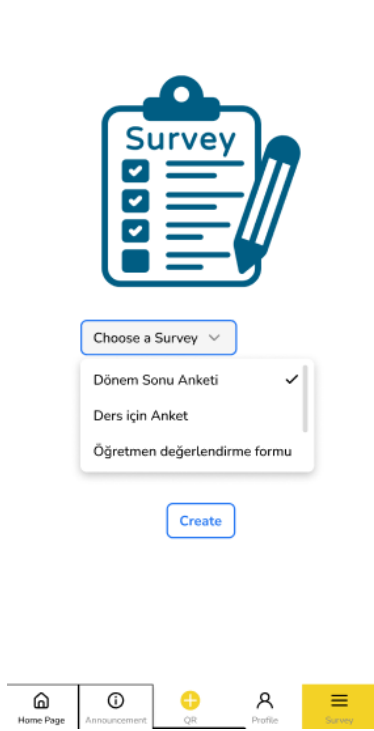 Survey
Choose a Survey
Dönem Sonu Anketi
Ders için Anket
Öğretmen değerlendirme formu
Create
Home Page
Announcement
QR
Profile
Survey